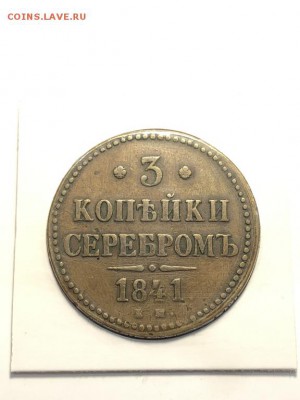 COINS.LAVE.RU
· 3 ·
КОПѢЙКИ
СЕРЕБРОМЪ
1841